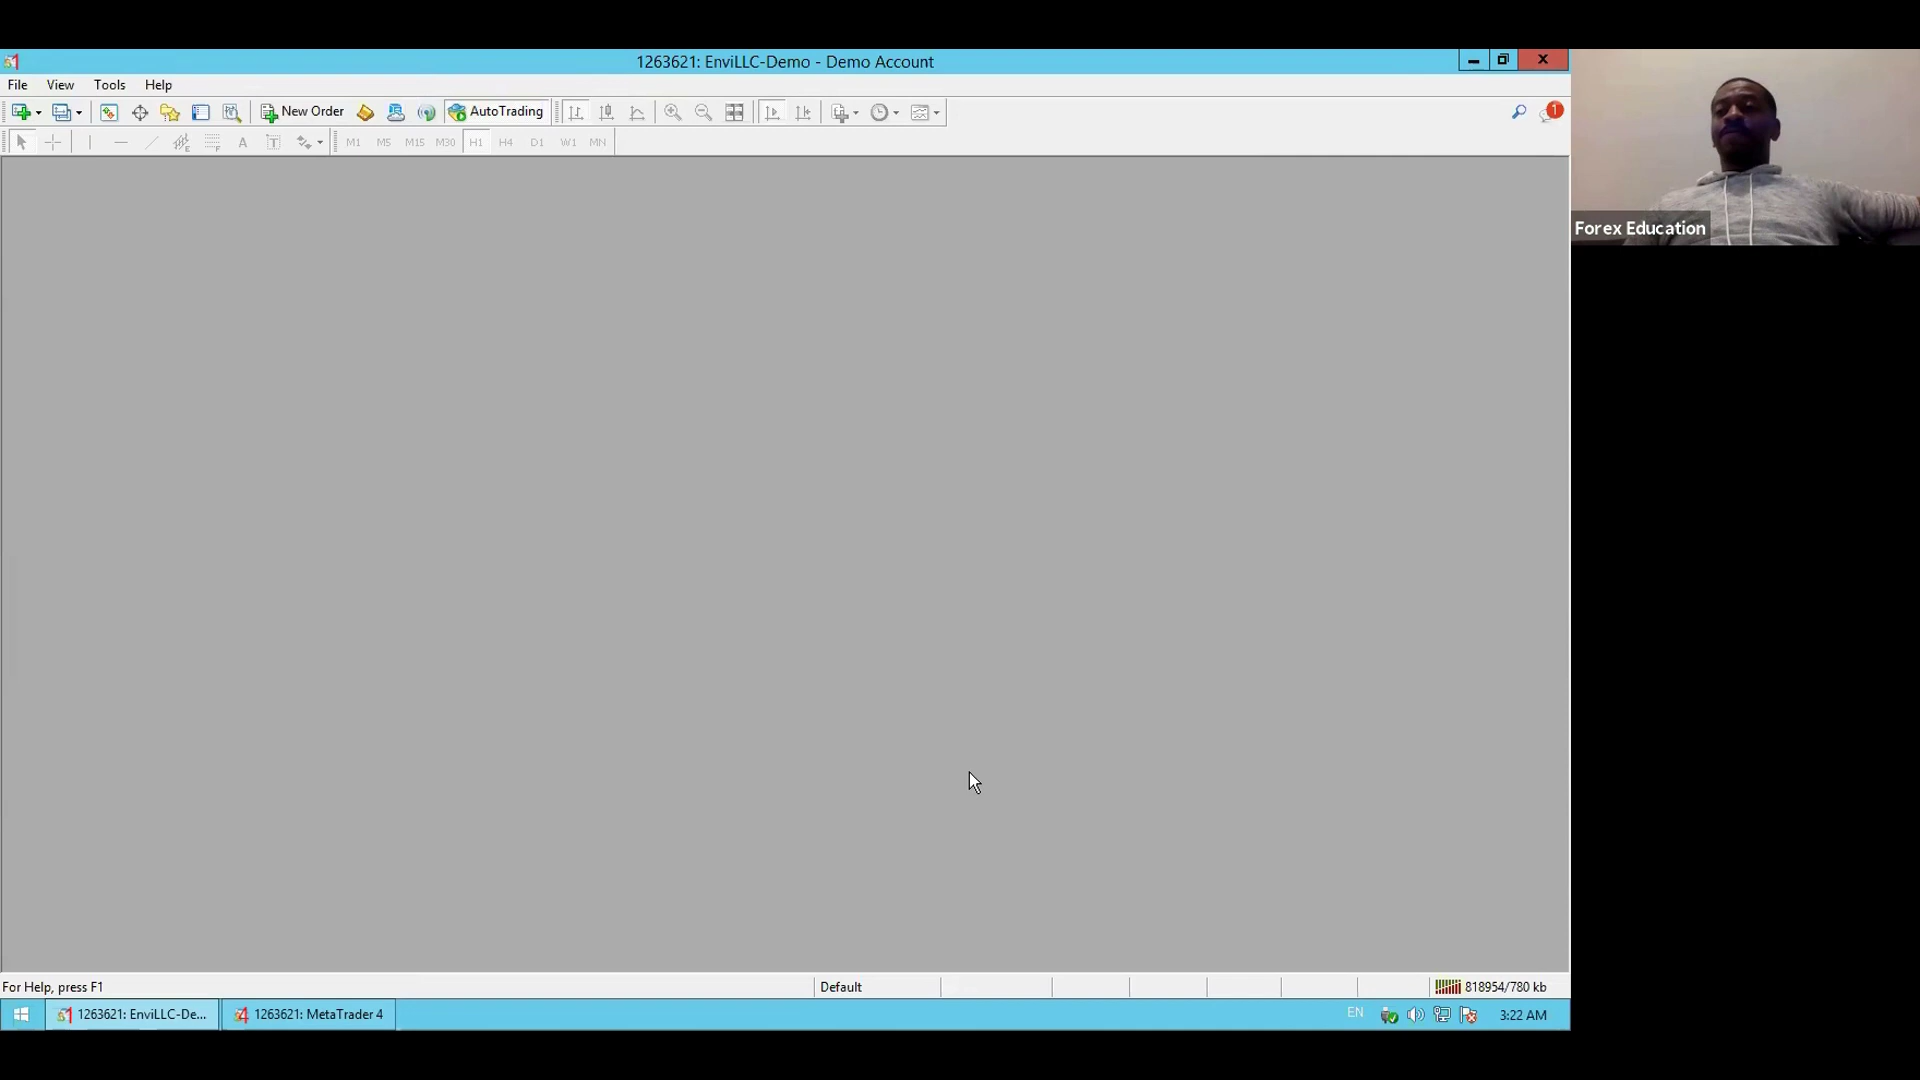 1263621: EnviLLC-Demo - Demo Account
File View Tools Help
New Order AutoTrading
1
A T M1 M5 M15 M30 H1 H4 D1 W1 MN
Forex Education
For Help, press F1 Default 818954/780 kb
1263621: EnviLLC-De... 1263621: MetaTrader 4 EN 3:22 AM